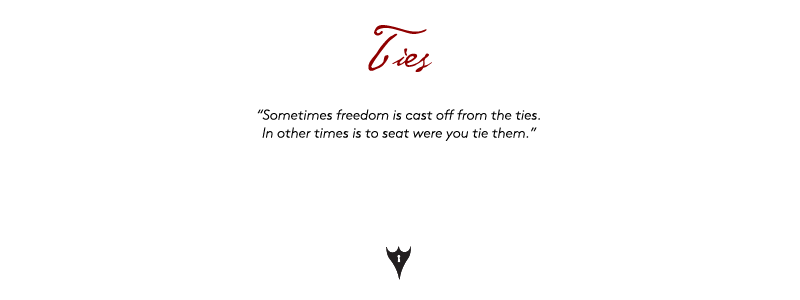 Ties
“Sometimes freedom is cast off from the ties.
In other times is to seat were you tie them.”